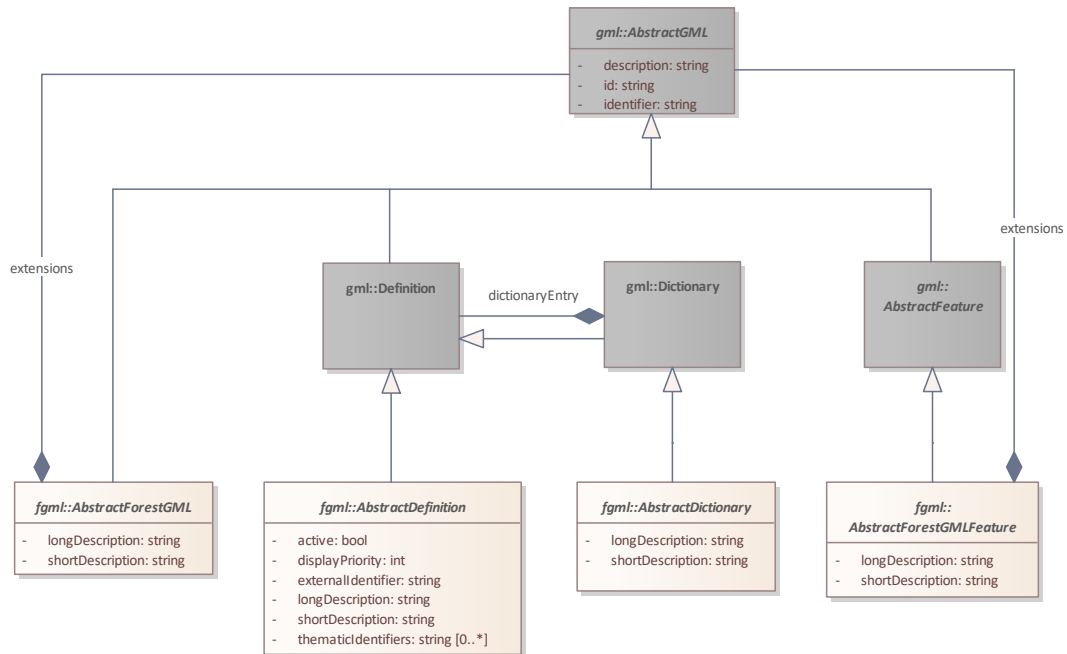 gml::AbstractGML
- description: string
- id: string
- identifier: string
extensions
extensions
gml::Definition
dictionaryEntry
gml::Dictionary
gml::
AbstractFeature
fgml::AbstractForestGML
- longDescription: string
- shortDescription: string
fgml::AbstractDefinition
- active: bool
- displayPriority: int
- externalIdentifier: string
- longDescription: string
- shortDescription: string
- thematicIdentifiers: string [0..*]
fgml::AbstractDictionary
- longDescription: string
- shortDescription: string
fgml::
AbstractForestGMLFeature
- longDescription: string
- shortDescription: string